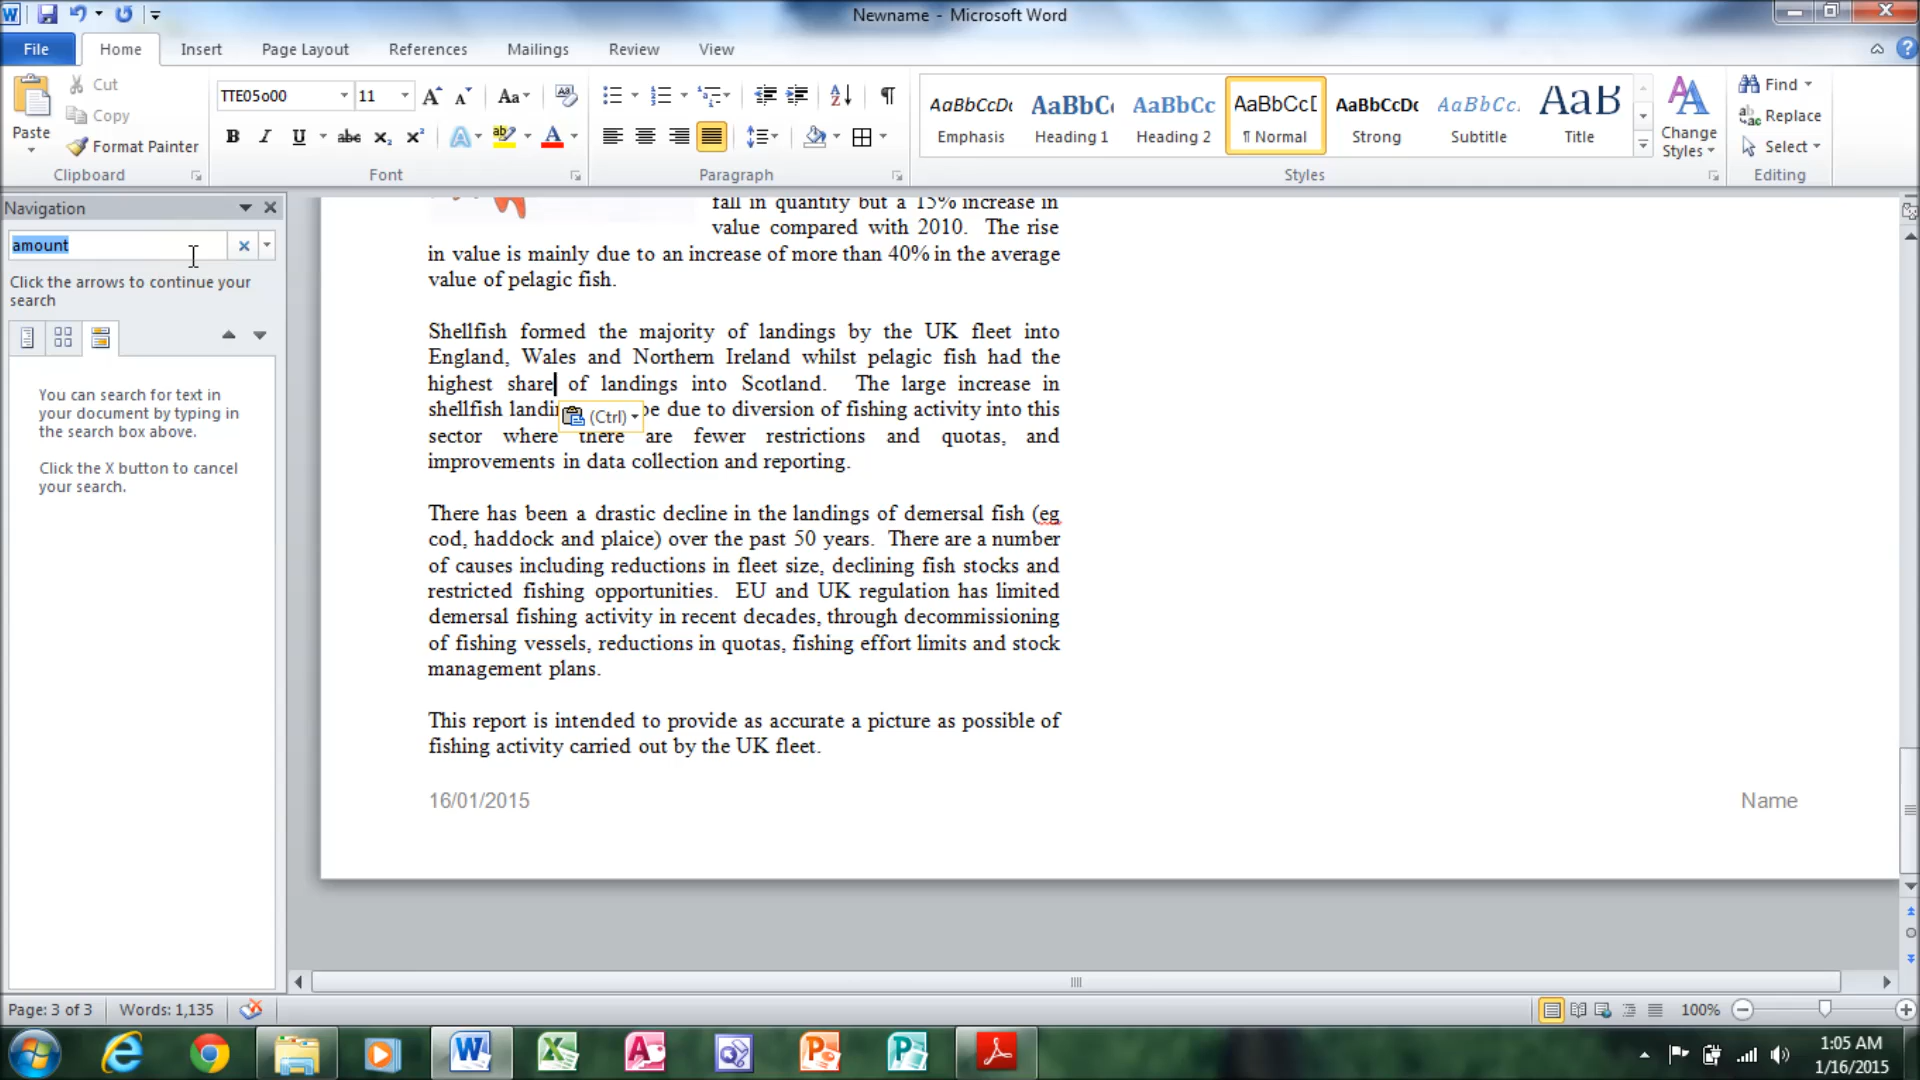 Newname - Microsoft Word
File Home Insert Page Layout References Mailings Review View
Paste
Cut
Copy
Format Painter
Clipboard
TTE05o00 11
Font
Paragraph
AaBbCcDc AaBbC AaBbCc AaBbCcD AaBbCcDc AaBbCc. AaB
Emphasis Heading 1 Heading 2 ¶ Normal Strong Subtitle Title
Styles
Change Styles
Find
Replace
Select
Editing
Navigation
amount
Click the arrows to continue your
search
You can search for text in
your document by typing in
the search box above.
Click the X button to cancel
your search.
fall in quantity but a 15% increase in
value compared with 2010. The rise
in value is mainly due to an increase of more than 40% in the average
value of pelagic fish.
Shellfish formed the majority of landings by the UK fleet into
England, Wales and Northern Ireland whilst pelagic fish had the
highest share of landings into Scotland. The large increase in
shellfish landin (Ctrl) be due to diversion of fishing activity into this
sector where there are fewer restrictions and quotas, and
improvements in data collection and reporting.
There has been a drastic decline in the landings of demersal fish (eg
cod, haddock and plaice) over the past 50 years. There are a number
of causes including reductions in fleet size, declining fish stocks and
restricted fishing opportunities. EU and UK regulation has limited
demersal fishing activity in recent decades, through decommissioning
of fishing vessels, reductions in quotas, fishing effort limits and stock
management plans.
This report is intended to provide as accurate a picture as possible of
fishing activity carried out by the UK fleet.
16/01/2015 Name
Page: 3 of 3 Words: 1,135 100%
1:05 AM
1/16/2015